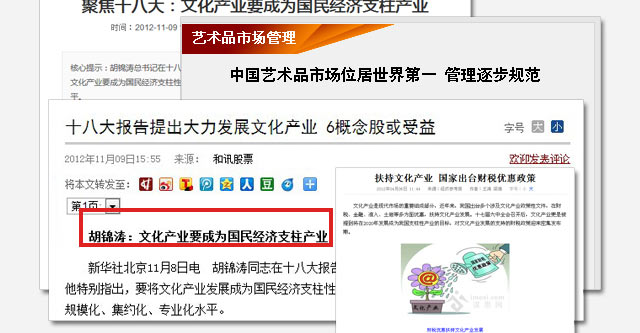 聚焦十八大：文化产业要成为国民经济支柱产业
时间：2012-11-09
核心提示：胡锦涛总书记在十八
文化产业要成为国民经济支柱性
艺术品市场管理
中国艺术品市场位居世界第一 管理逐步规范
十八大报告提出大力发展文化产业 6概念股或受益
字号 大 小
2012年11月09日15:55 来源： 和讯股票
欢迎发表评论
将本文转发至：
第1页：
胡锦涛：文化产业要成为国民经济支柱产业
新华社北京11月8日电 胡锦涛同志在十八大报告
他特别指出，要将文化产业发展成为国民经济支柱性
规模化、集约化、专业化水平。
扶持文化产业 国家出台财税优惠政策
优惠政策
文化产业
财税优惠扶持文化产业发展